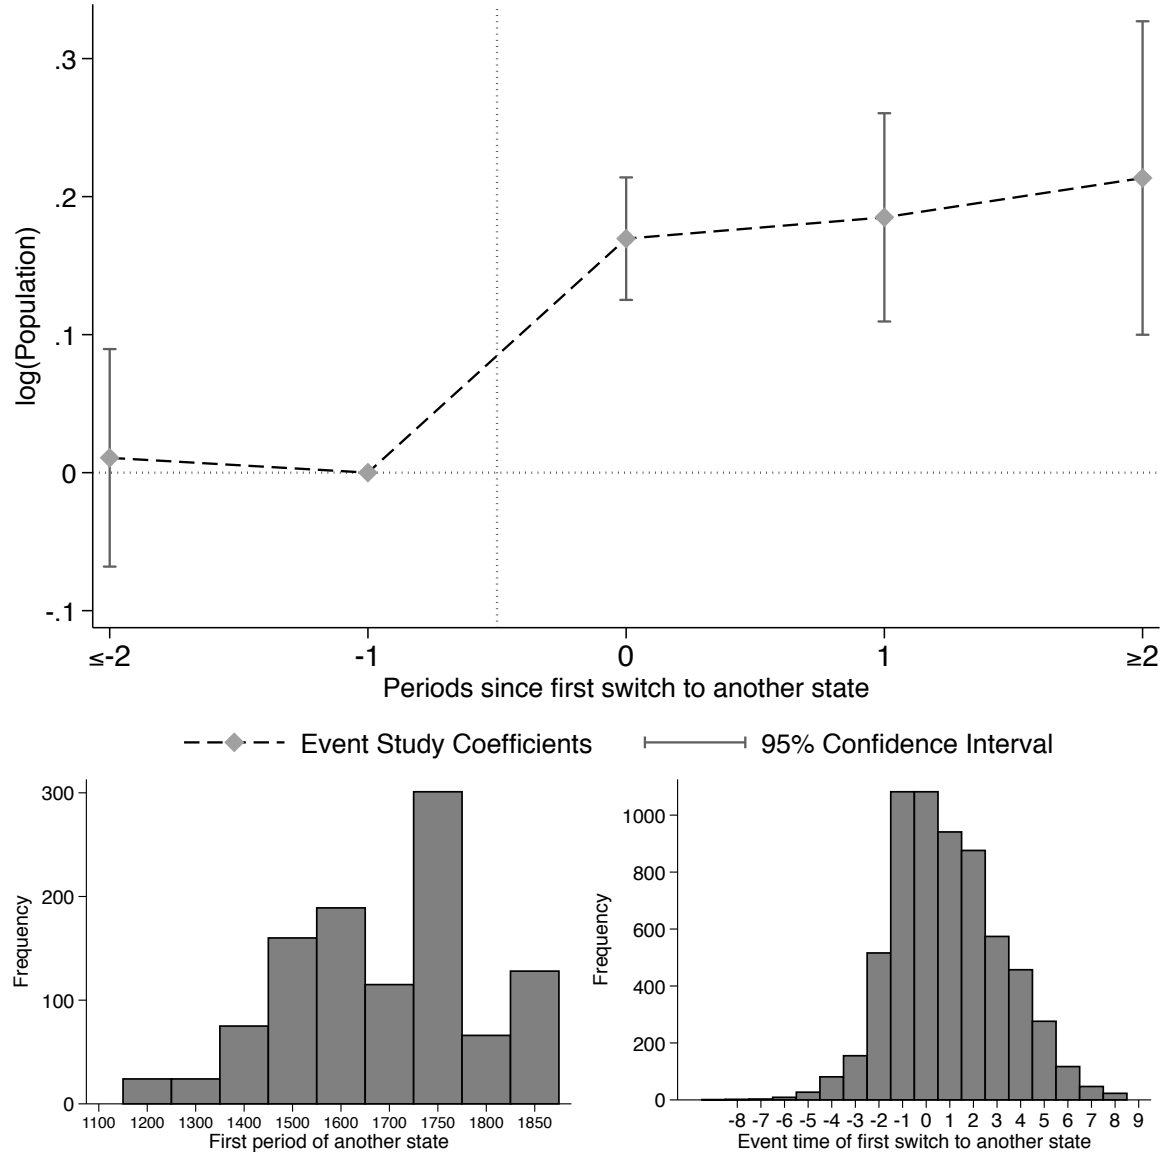 .3
.2
.1
0
-.1
log(Population)
≤-2 -1 0 1 ≥2
Periods since first switch to another state
Event Study Coefficients 95% Confidence Interval
300
200
100
0
Frequency
1100 1200 1300 1400 1500 1600 1700 1750 1800 1850
First period of another state
1000
800
600
400
200
0
Frequency
-8 -7 -6 -5 -4 -3 -2 -1 0 1 2 3 4 5 6 7 8 9
Event time of first switch to another state